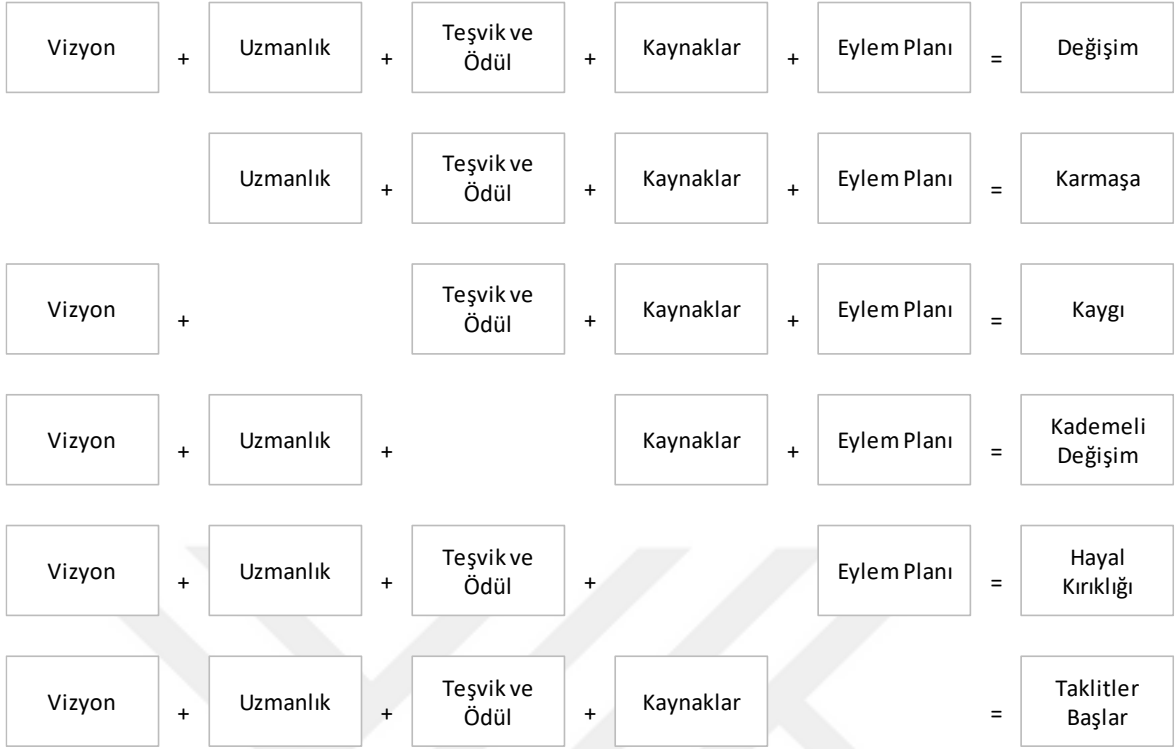 Vizyon + Uzmanlık + Teşvik ve Ödül + Kaynaklar + Eylem Planı = Değişim
Uzmanlık + Teşvik ve Ödül + Kaynaklar + Eylem Planı = Karmaşa
Vizyon + Teşvik ve Ödül + Kaynaklar + Eylem Planı = Kaygı
Vizyon + Uzmanlık + Kaynaklar + Eylem Planı = Kademeli Değişim
Vizyon + Uzmanlık + Teşvik ve Ödül + Eylem Planı = Hayal Kırıklığı
Vizyon + Uzmanlık + Teşvik ve Ödül + Kaynaklar = Taklitler Başlar